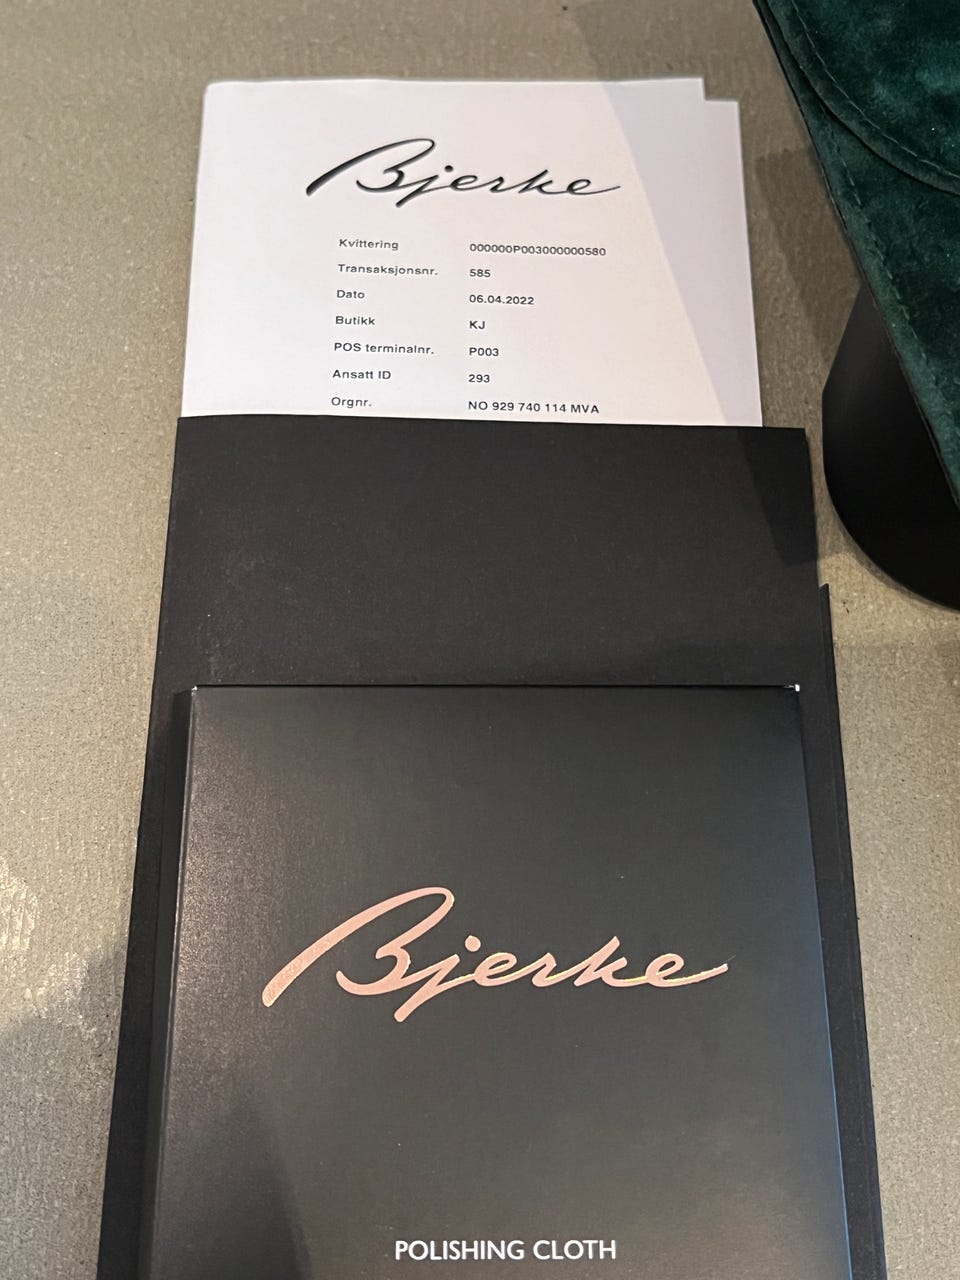 Bjerke
Kvittering 000000P003000000580
Transaksjonsnr. 585
Dato 06.04.2022
Butikk KJ
POS terminalnr. P003
Ansatt ID 293
Orgnr. NO 929 740 114 MVA
Bjerke
POLISHING CLOTH